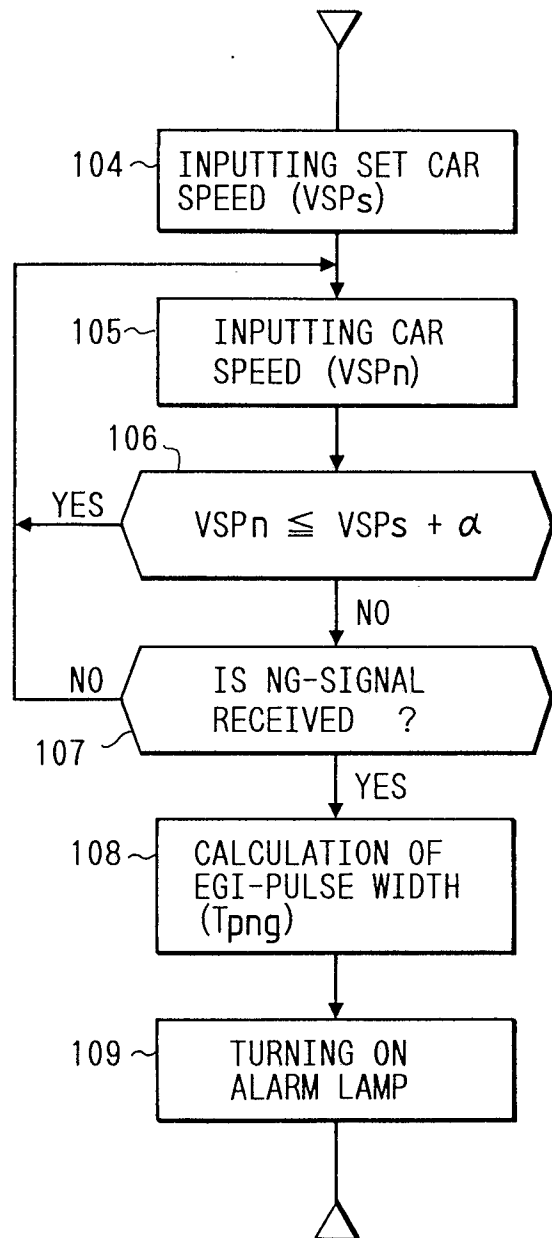 104
INPUTTING SET CAR
SPEED (VSPs)
105
INPUTTING CAR
SPEED (VSPn)
106
YES
VSPn ≦ VSPs + α
NO
NO
IS NG-SIGNAL
RECEIVED ?
107
YES
108
CALCULATION OF
EGI-PULSE WIDTH
(Tpng)
109
TURNING ON
ALARM LAMP